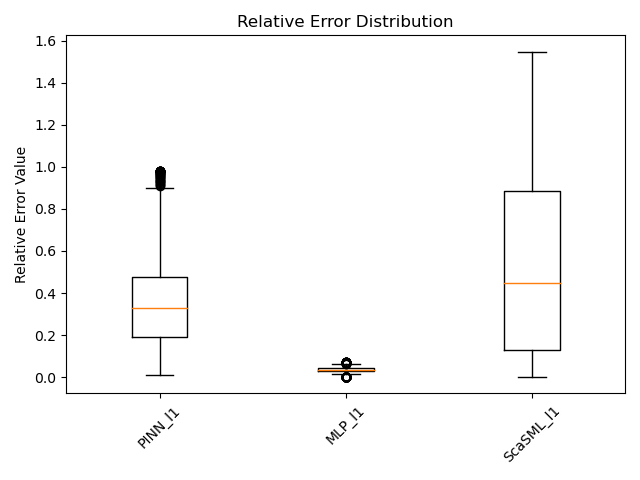 Relative Error Distribution
1.6
1.4
1.2
1.0
0.8
0.6
0.4
0.2
0.0
Relative Error Value
PINN_l1
MLP_l1
ScaSML_l1